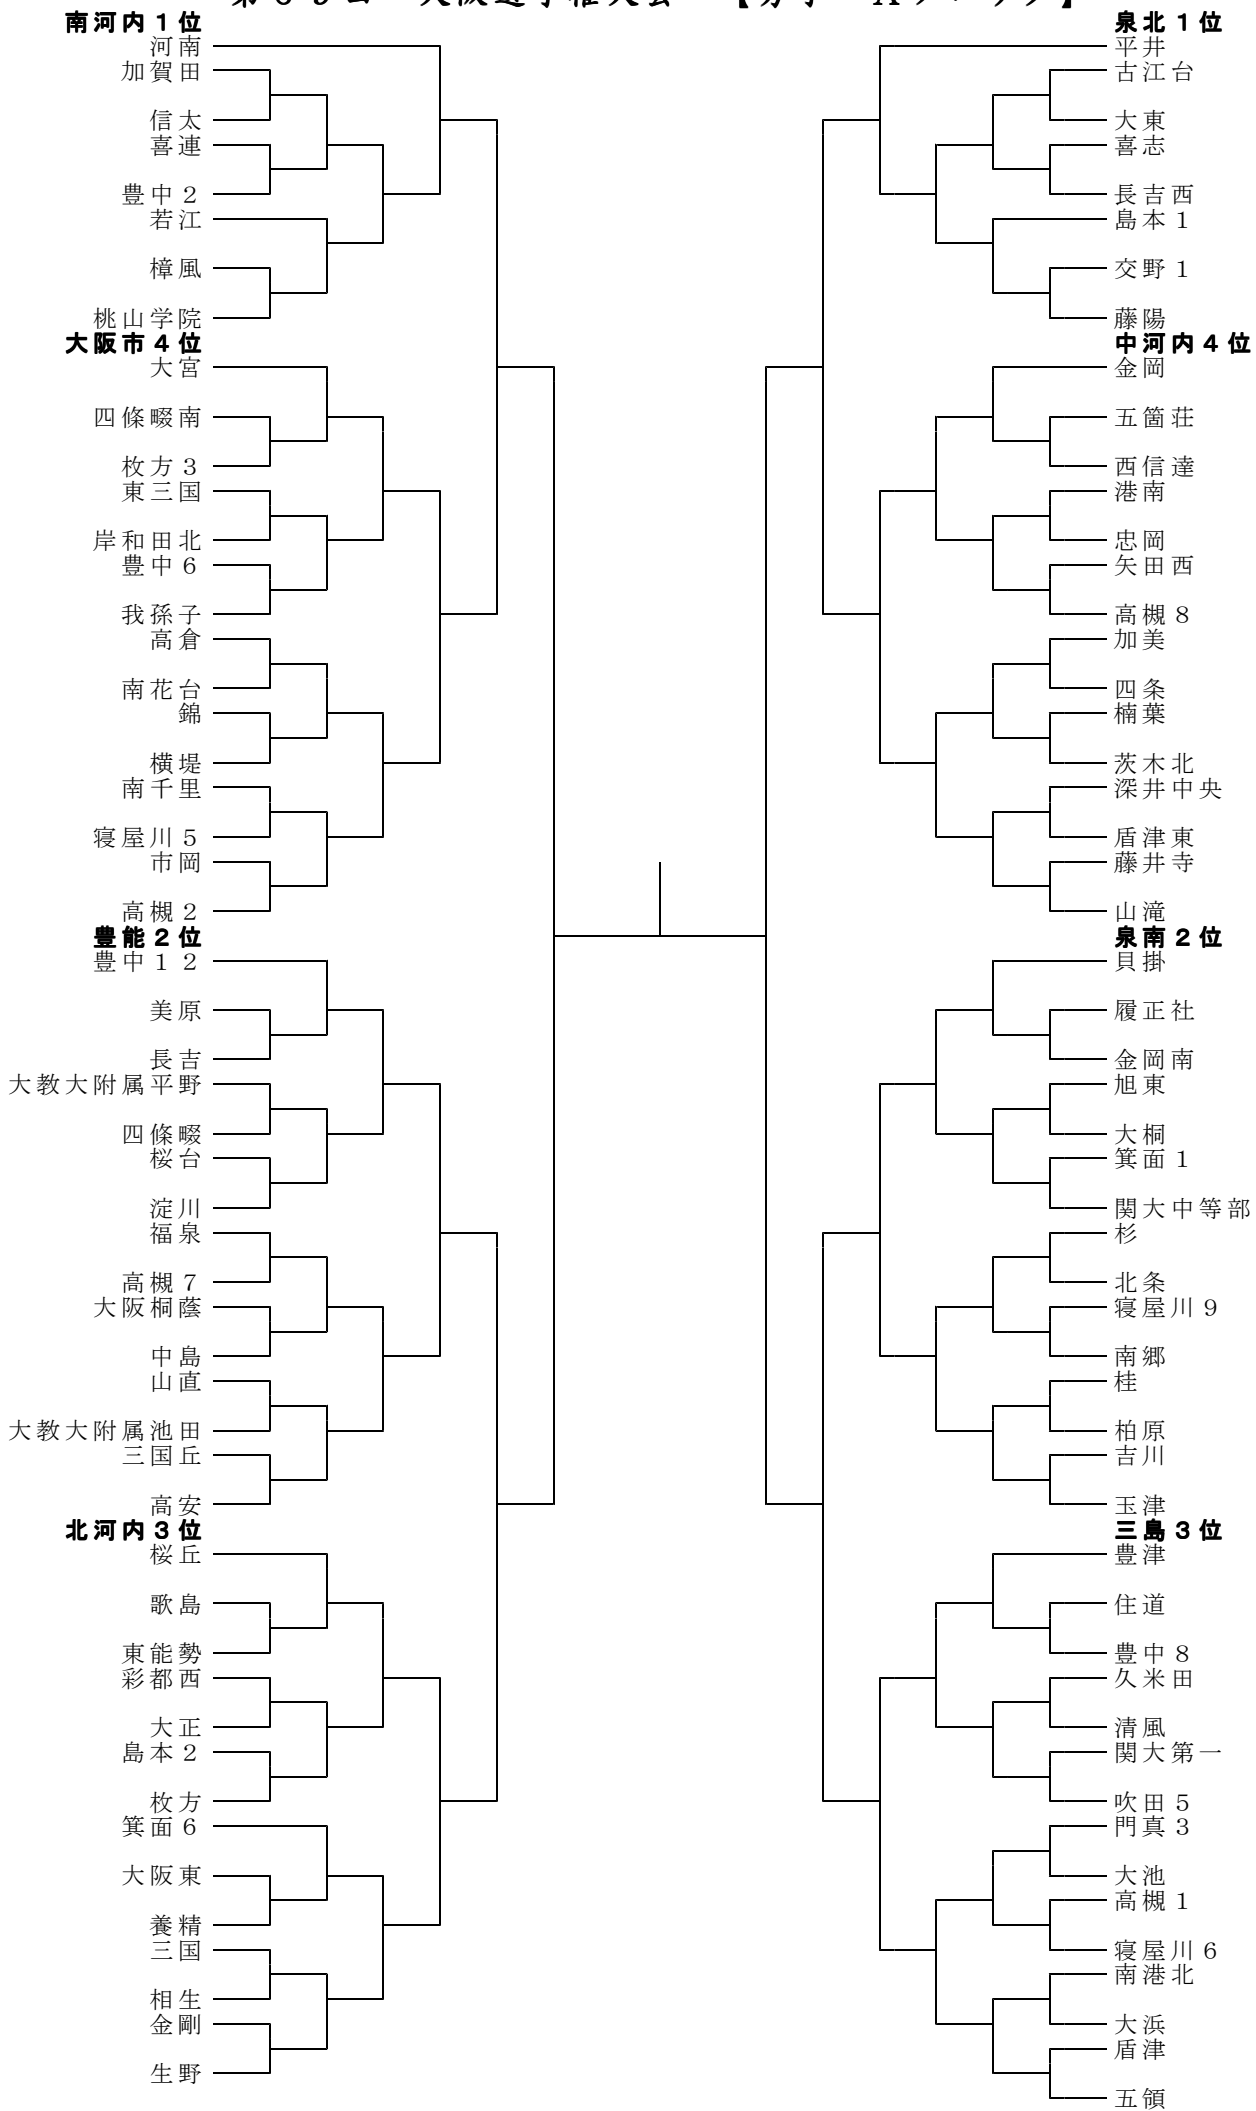 南河内１位
河南
加賀田
信太
喜連
豊中２
若江
樟風
桃山学院
大阪市４位
大宮
四條畷南
枚方３
東三国
岸和田北
豊中６
我孫子
高倉
南花台
錦
横堤
南千里
寝屋川５
市岡
高槻２
豊能２位
豊中１２
美原
長吉
大教大附属平野
四條畷
桜台
淀川
福泉
高槻７
大阪桐蔭
中島
山直
大教大附属池田
三国丘
高安
北河内３位
桜丘
歌島
東能勢
彩都西
大正
島本２
枚方
箕面６
大阪東
養精
三国
相生
金剛
生野
泉北１位
平井
古江台
大東
喜志
長吉西
島本１
交野１
藤陽
中河内４位
金岡
五箇荘
西信達
港南
忠岡
矢田西
高槻８
加美
四条
楠葉
茨木北
深井中央
盾津東
藤井寺
山滝
泉南２位
貝掛
履正社
金岡南
旭東
大桐
箕面１
関大中等部
杉
北条
寝屋川９
南郷
桂
柏原
吉川
玉津
三島３位
豊津
住道
豊中８
久米田
清風
関大第一
吹田５
門真３
大池
高槻１
寝屋川６
南港北
大浜
盾津
五領